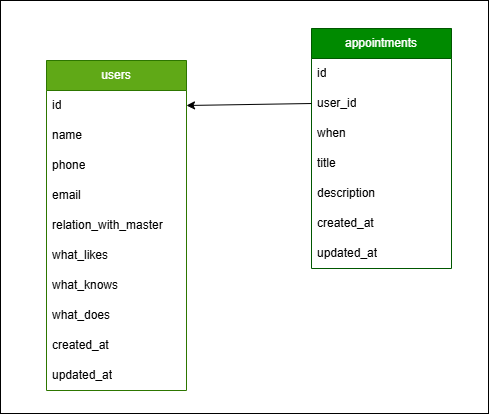 users
id
name
phone
email
relation_with_master
what_likes
what_knows
what_does
created_at
updated_at
appointments
id
user_id
when
title
description
created_at
updated_at